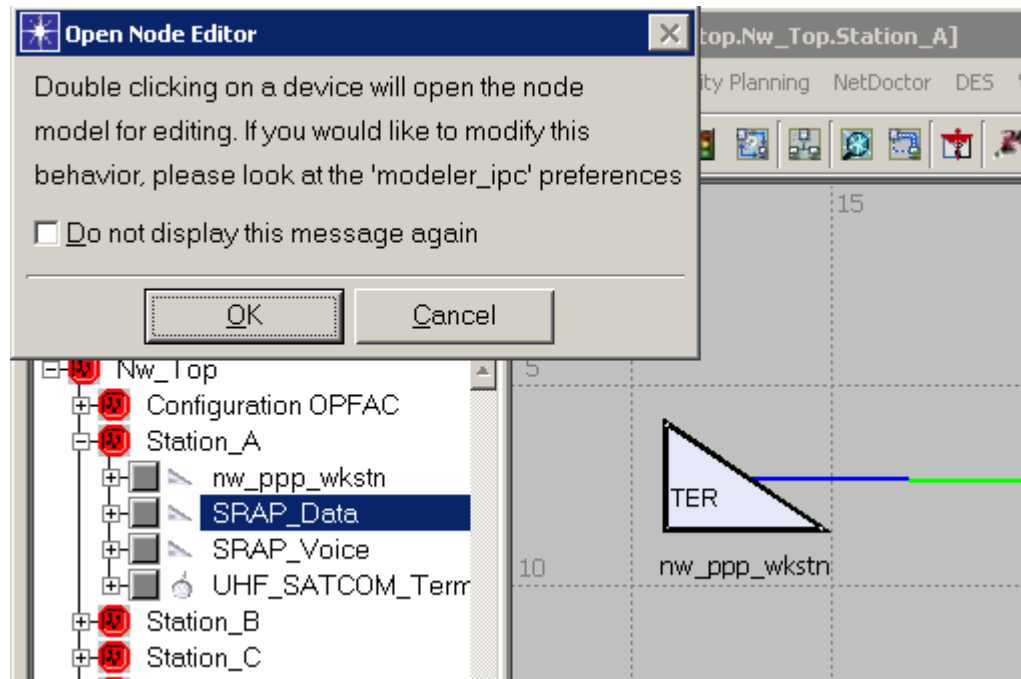 Open Node Editor
top.Nw_Top.Station_A]
Double clicking on a device will open the node
model for editing. If you would like to modify this
behavior, please look at the 'modeler_ipc' preferences
Do not display this message again
OK
Cancel
ity Planning NetDoctor DES
15
5
10
Nw_Top
Configuration OPFAC
Station_A
nw_ppp_wkstn
SRAP_Data
SRAP_Voice
UHF_SATCOM_Term
Station_B
Station_C
TER
nw_ppp_wkstn